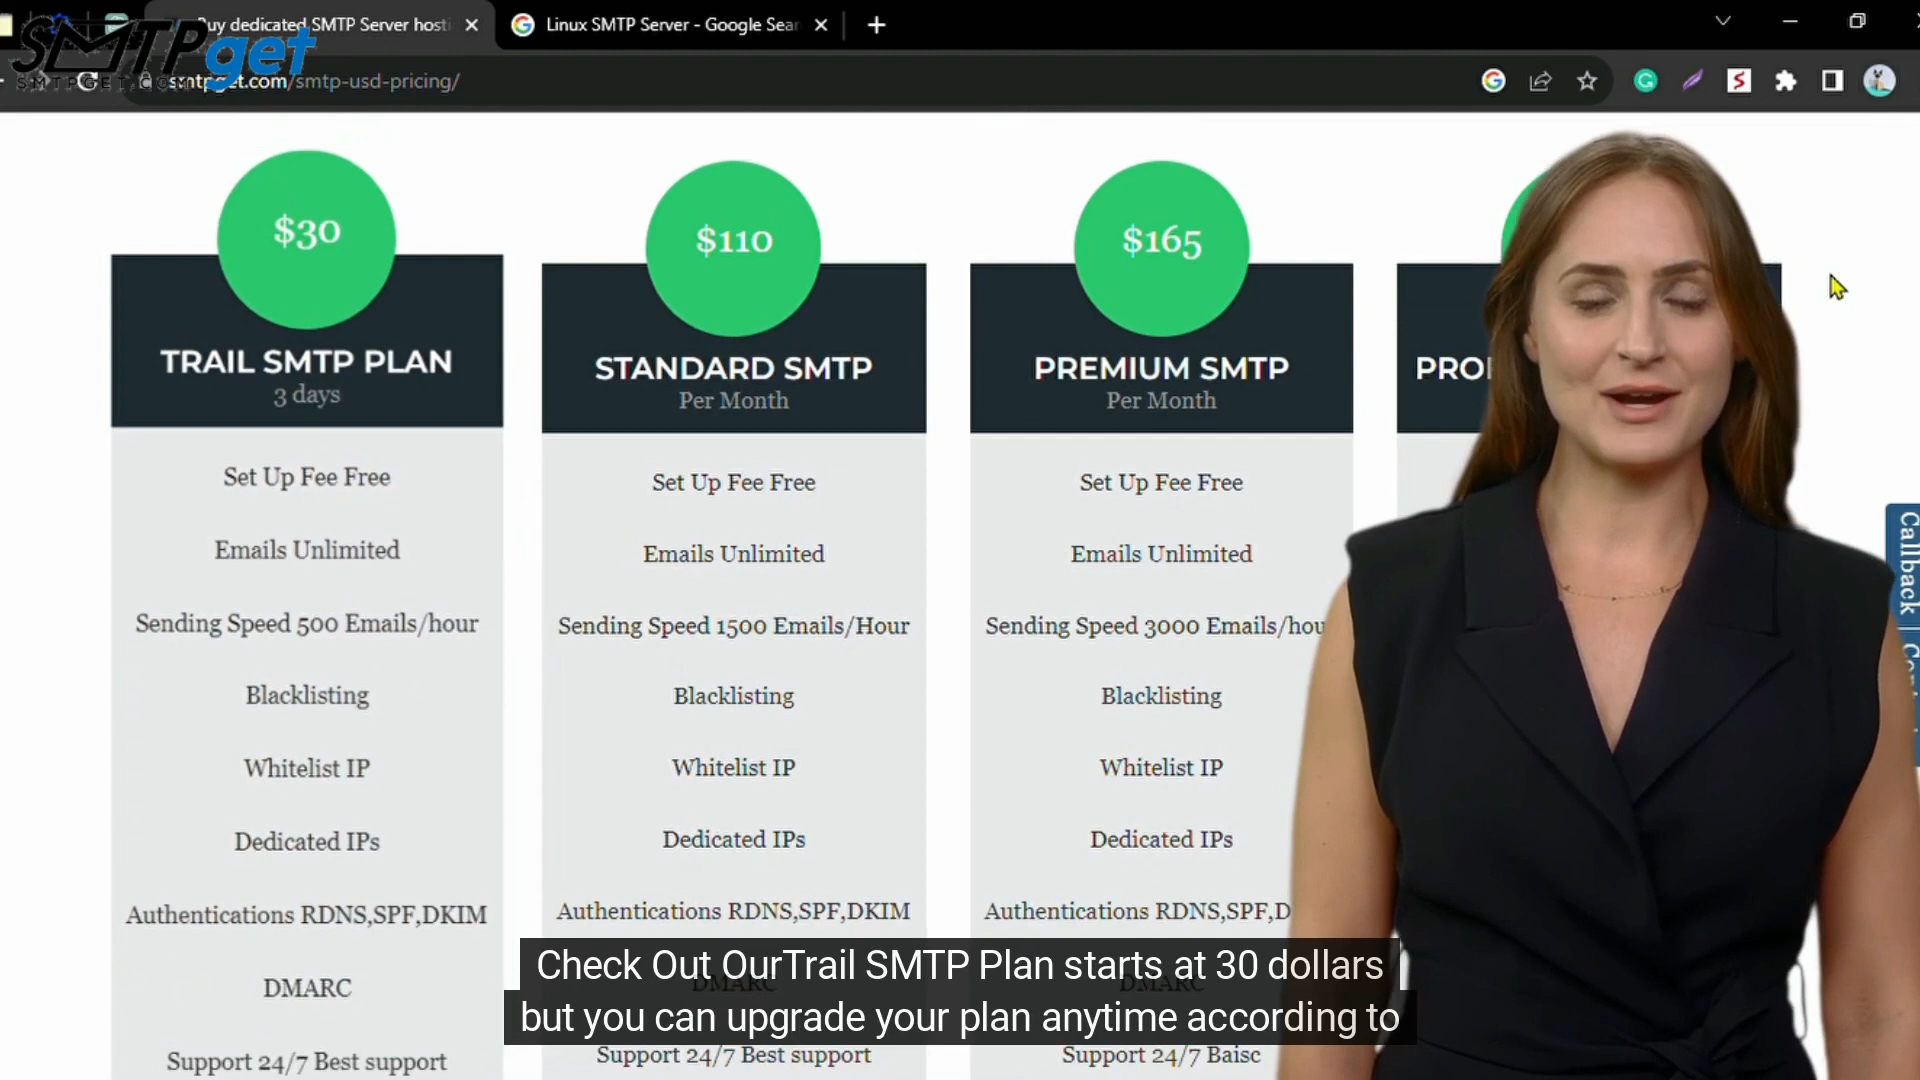 Buy dedicated SMTP Server hosti
Linux SMTP Server - Google Sear
SMTPget
SMTPGET.COM
smtpget.com/smtp-usd-pricing/
$30
TRAIL SMTP PLAN
3 days
Set Up Fee Free
Emails Unlimited
Sending Speed 500 Emails/hour
Blacklisting
Whitelist IP
Dedicated IPs
Authentications RDNS,SPF,DKIM
DMARC
Support 24/7 Best support
$110
STANDARD SMTP
Per Month
Set Up Fee Free
Emails Unlimited
Sending Speed 1500 Emails/Hour
Blacklisting
Whitelist IP
Dedicated IPs
Authentications RDNS,SPF,DKIM
DMARC
Support 24/7 Best support
$165
PREMIUM SMTP
Per Month
Set Up Fee Free
Emails Unlimited
Sending Speed 3000 Emails/hou
Blacklisting
Whitelist IP
Dedicated IPs
Authentications RDNS,SPF,D
DMARC
Support 24/7 Baisc
Callback
Check Out OurTrail SMTP Plan starts at 30 dollars
but you can upgrade your plan anytime according to